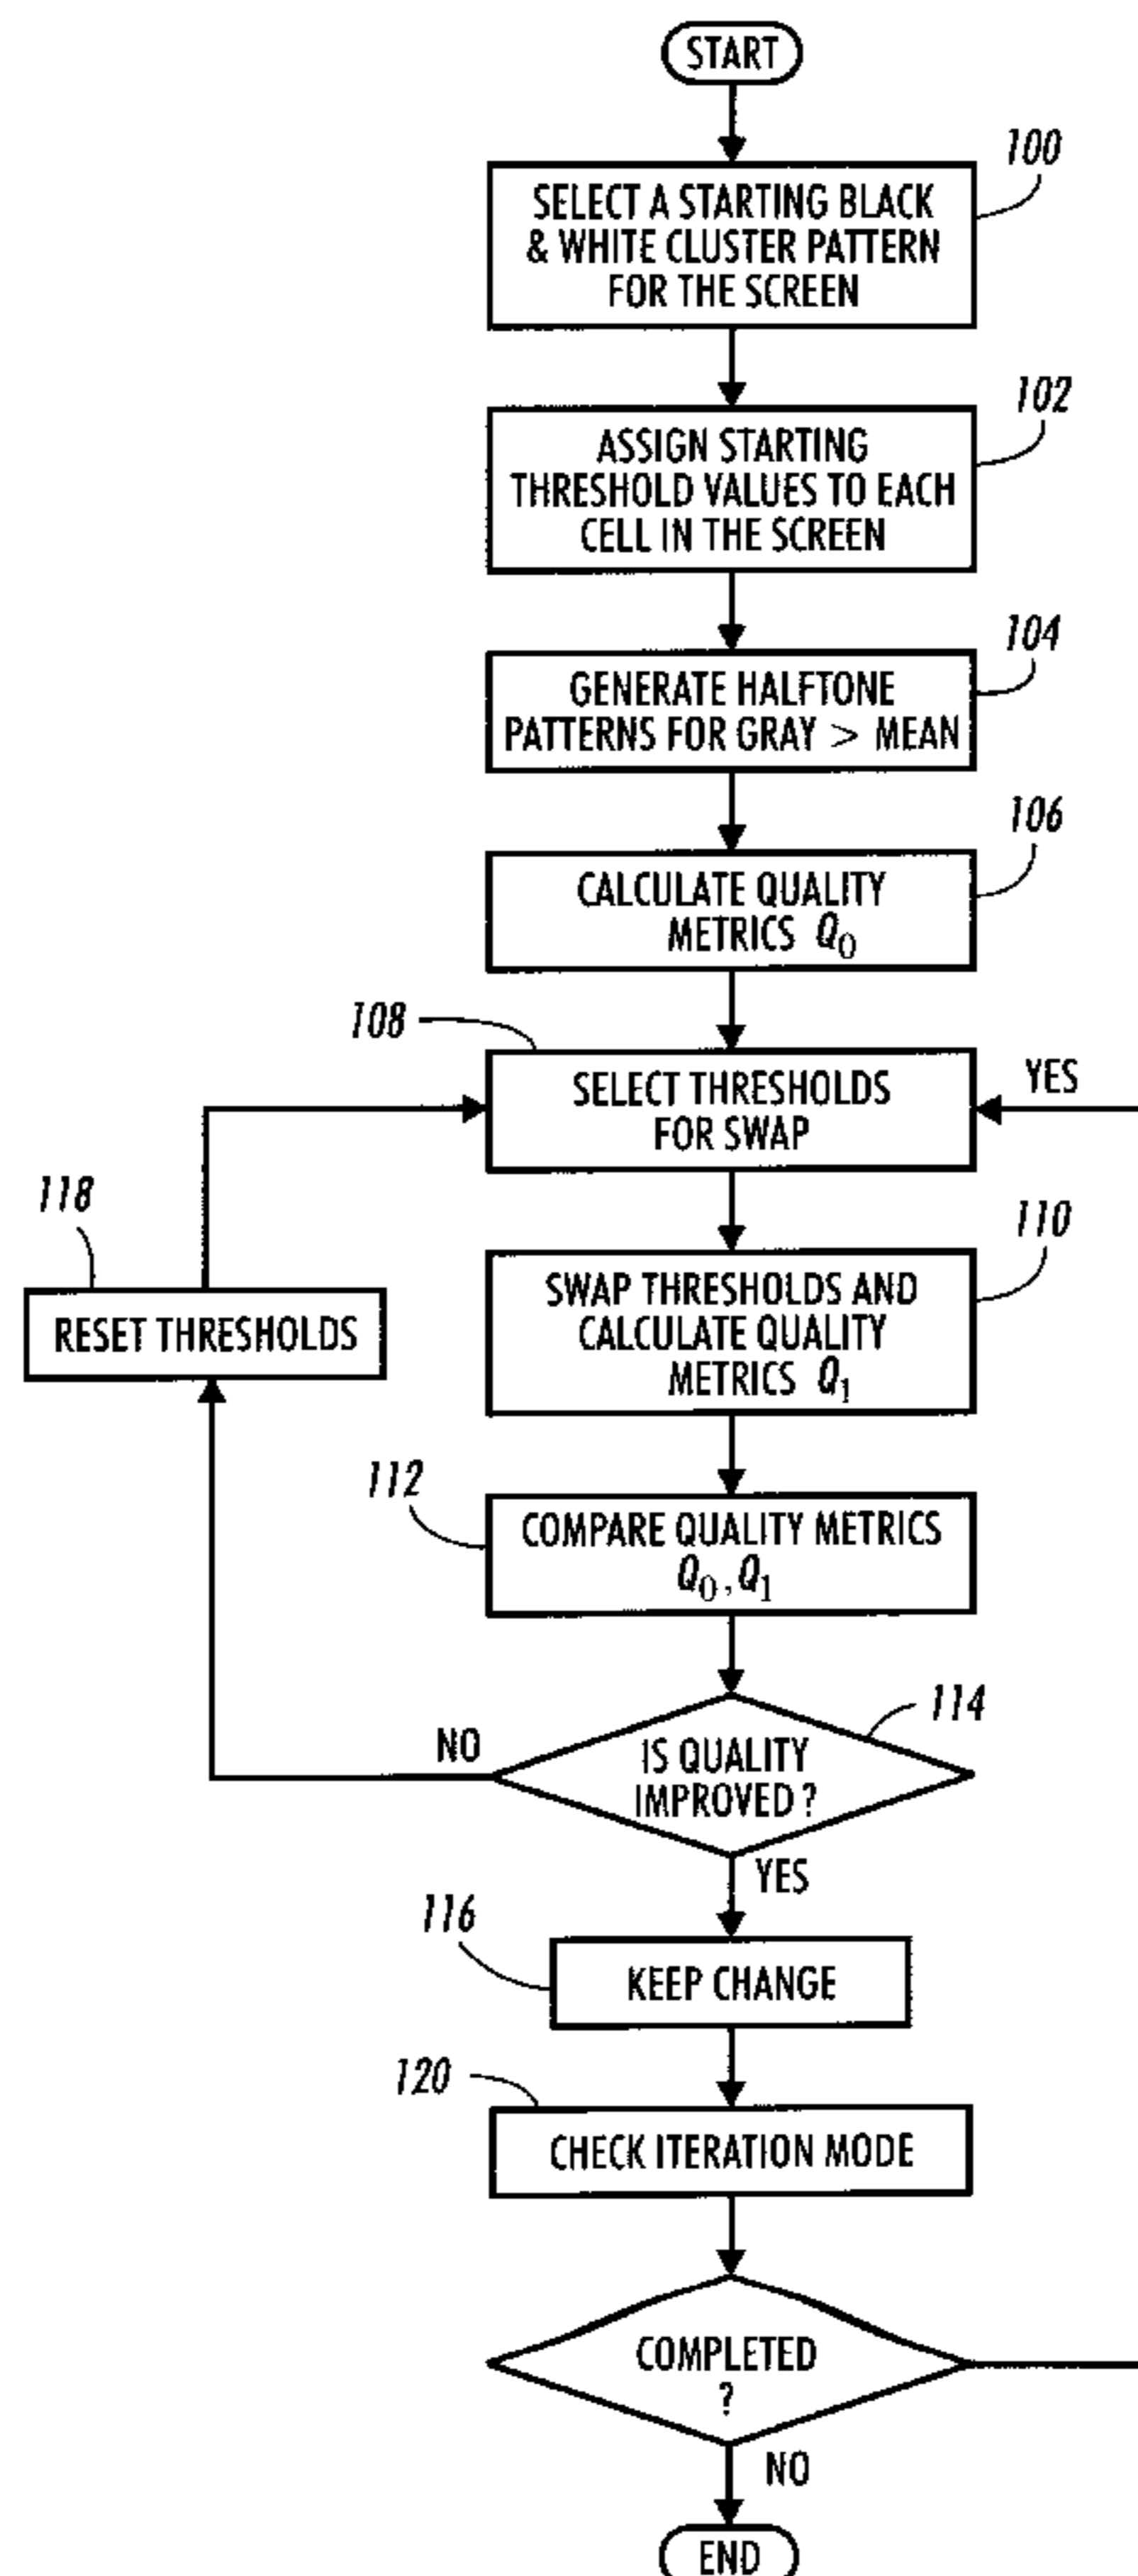 START
100
SELECT A STARTING BLACK
& WHITE CLUSTER PATTERN
FOR THE SCREEN
102
ASSIGN STARTING
THRESHOLD VALUES TO EACH
CELL IN THE SCREEN
104
GENERATE HALFTONE
PATTERNS FOR GRAY > MEAN
106
CALCULATE QUALITY
METRICS Q₀
108
SELECT THRESHOLDS
FOR SWAP
YES
118
RESET THRESHOLDS
110
SWAP THRESHOLDS AND
CALCULATE QUALITY
METRICS Q₁
112
COMPARE QUALITY METRICS
Q₀, Q₁
114
NO
IS QUALITY
IMPROVED ?
YES
116
KEEP CHANGE
120
CHECK ITERATION MODE
COMPLETED
?
NO
END